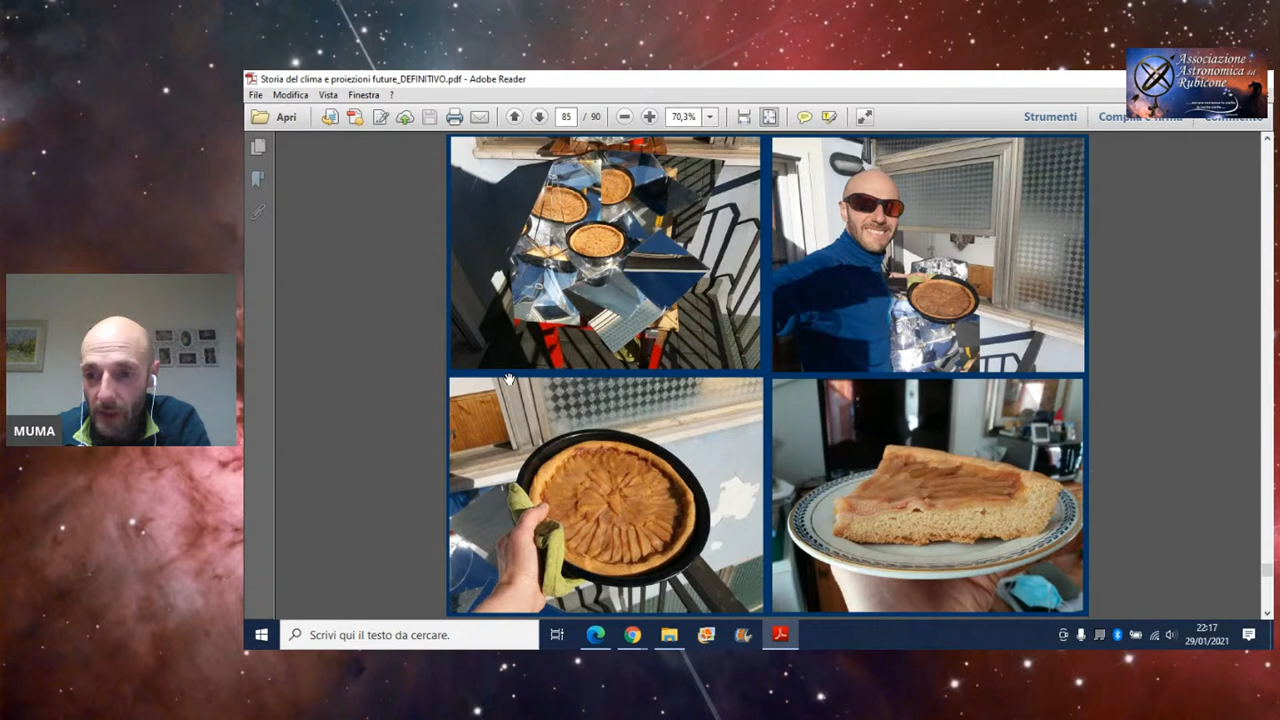 Associazione
Astronomica del
Rubicone
Storia del clima e proiezioni future_DEFINITIVO.pdf - Adobe Reader
File Modifica Vista Finestra ?
Apri
85 / 90
70,3%
Strumenti
MUMA
Scrivi qui il testo da cercare.
22:17
29/01/2021